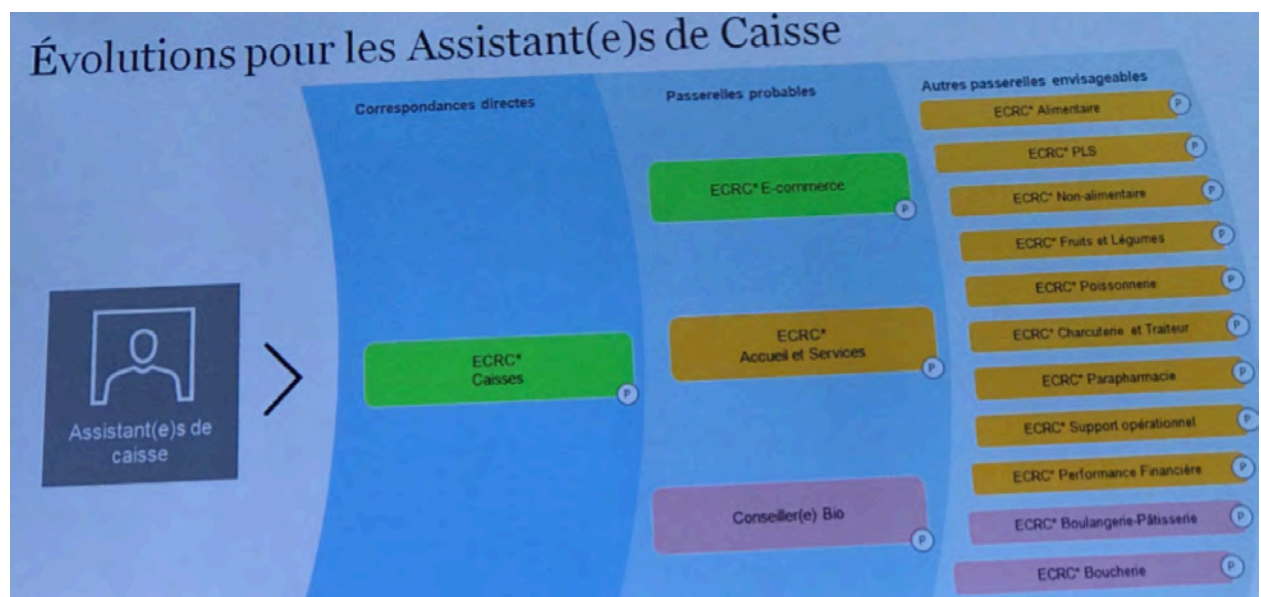 Évolutions pour les Assistant(e)s de Caisse
Correspondances directes
Passerelles probables
Autres passerelles envisageables
Assistant(e)s de
caisse
ECRC*
Caisses
P
ECRC* E-commerce
P
ECRC*
Accueil et Services
P
Conseiller(e) Bio
P
ECRC* Alimentaire
P
ECRC* PLS
P
ECRC* Non-alimentaire
P
ECRC* Fruits et Légumes
P
ECRC* Poissonnerie
P
ECRC* Charcuterie et Traiteur
P
ECRC* Parapharmacie
P
ECRC* Support opérationnel
P
ECRC* Performance Financière
P
ECRC* Boulangerie-Pâtisserie
P
ECRC* Boucherie
P